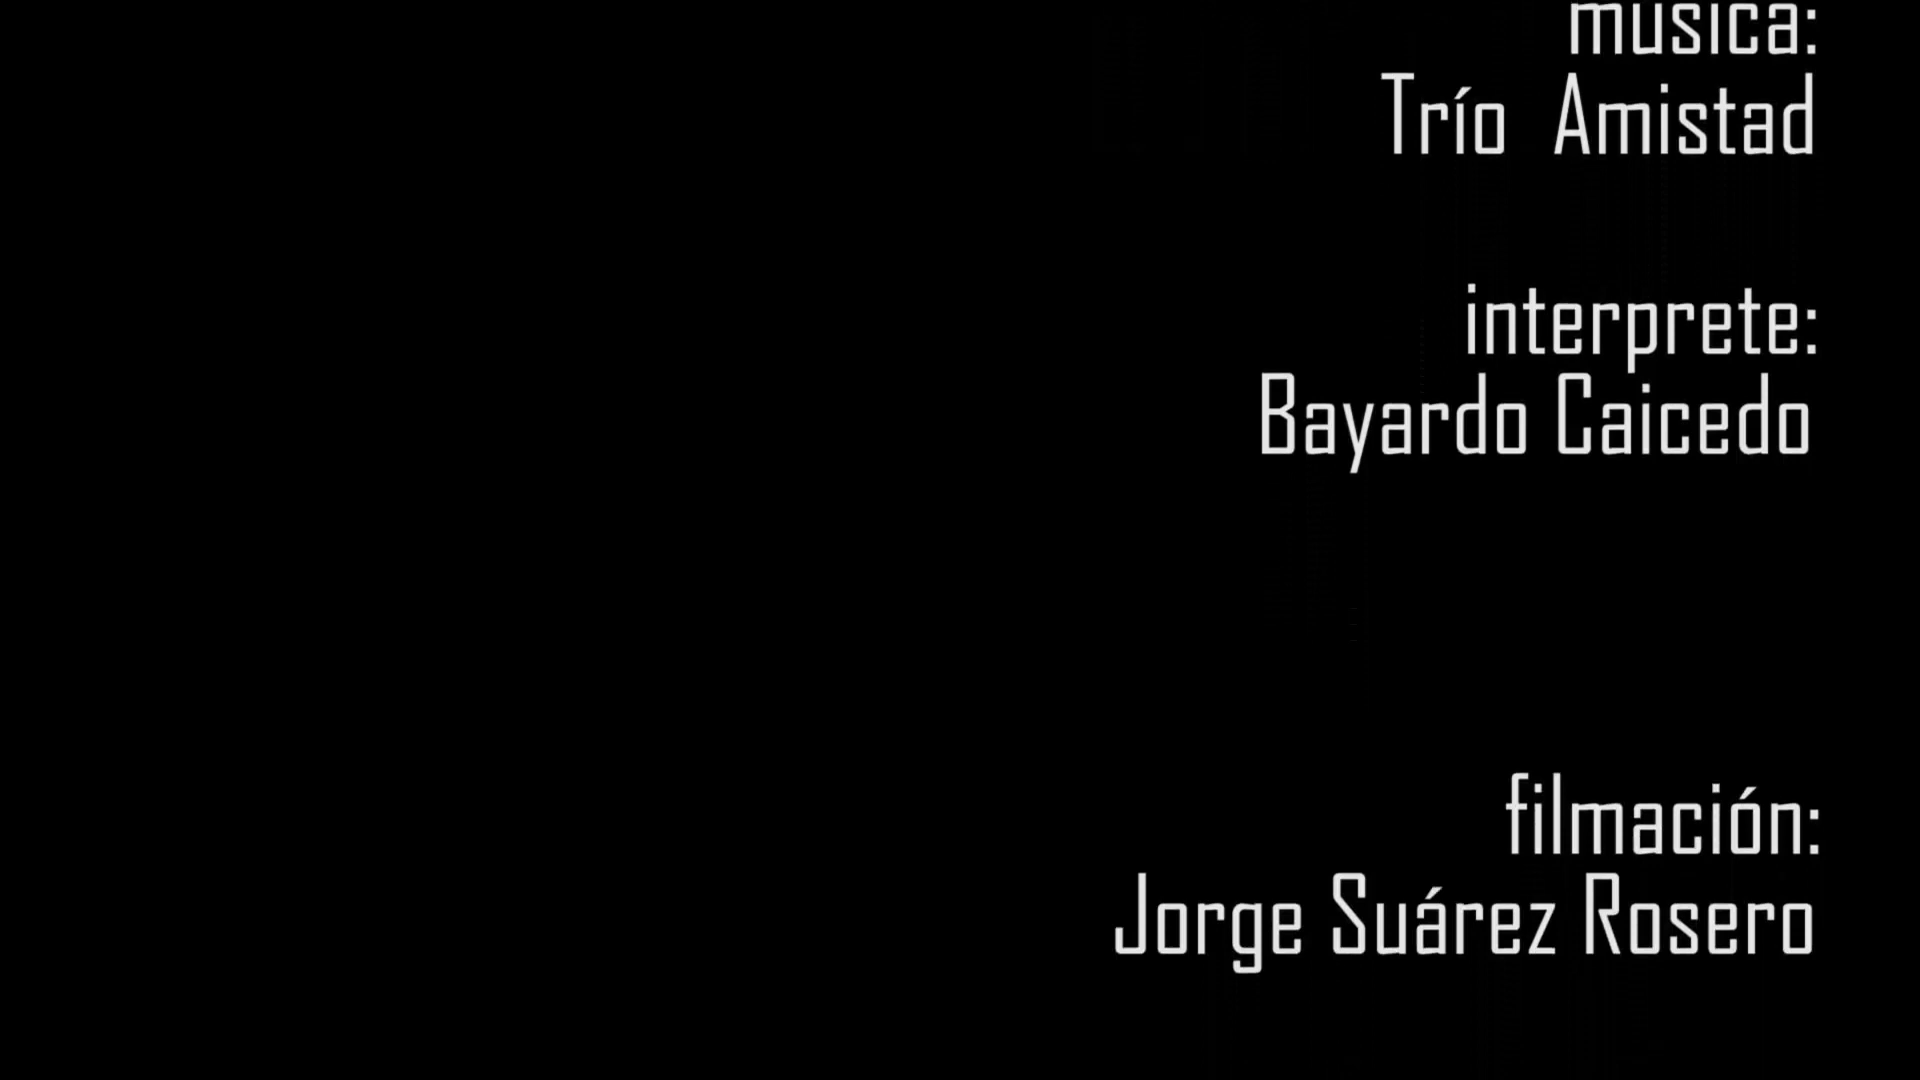 musica:
Trío Amistad
interprete:
Bayardo Caicedo
filmación:
Jorge Suárez Rosero